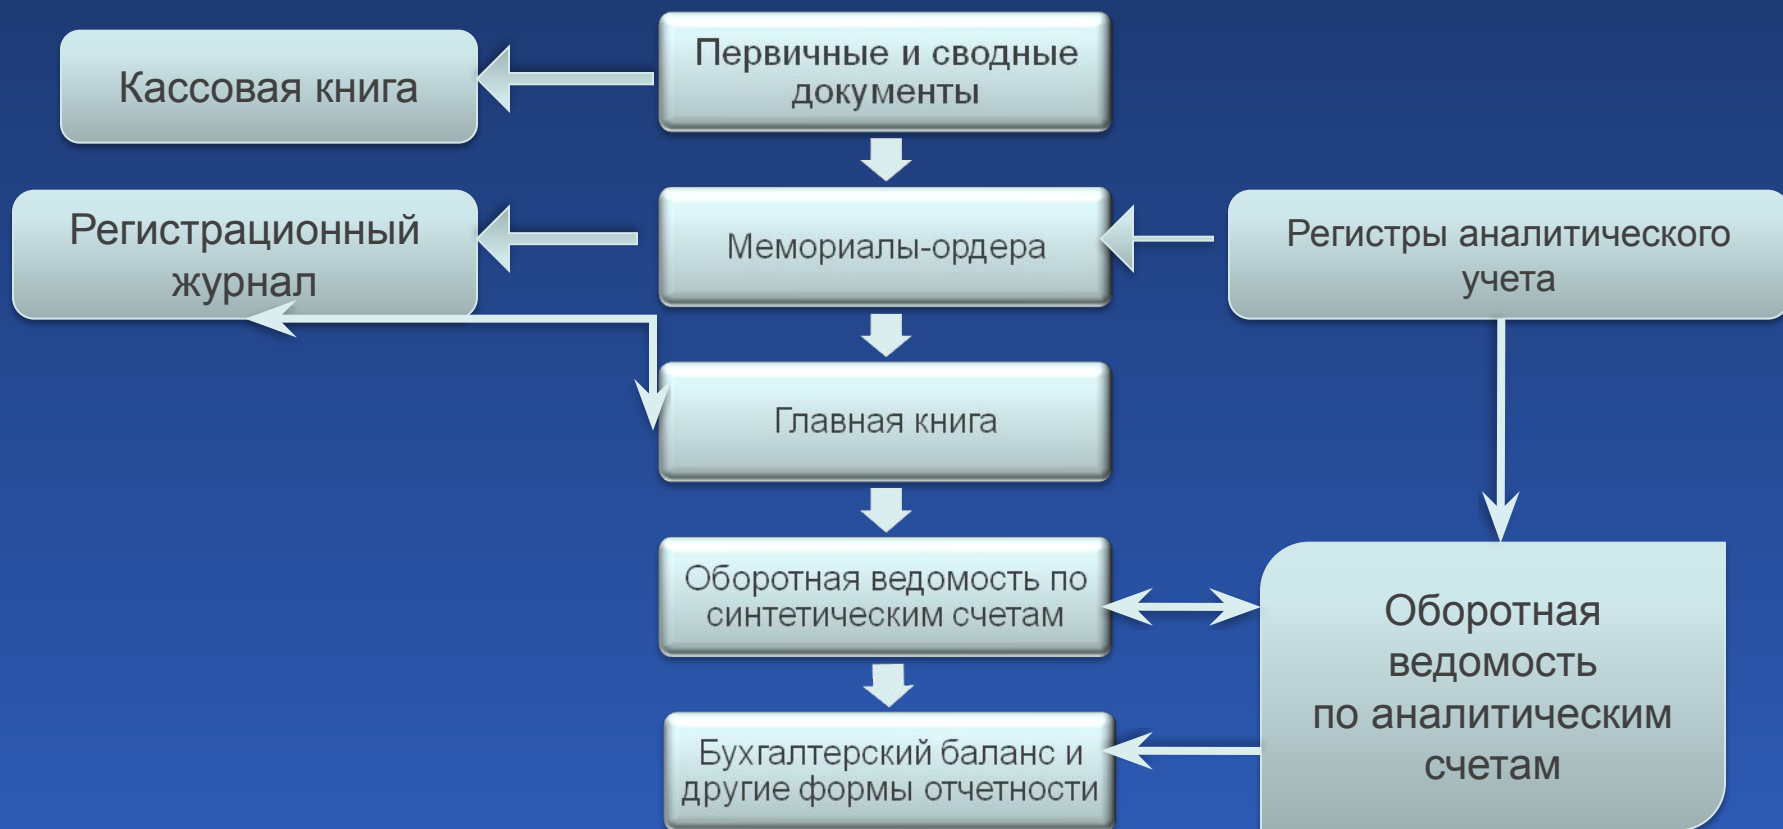 Первичные и сводные
документы
Кассовая книга
Регистрационный
журнал
Мемориалы-ордера
Регистры аналитического
учета
Главная книга
Оборотная ведомость по
синтетическим счетам
Оборотная
ведомость
по аналитическим
счетам
Бухгалтерский баланс и
другие формы отчетности